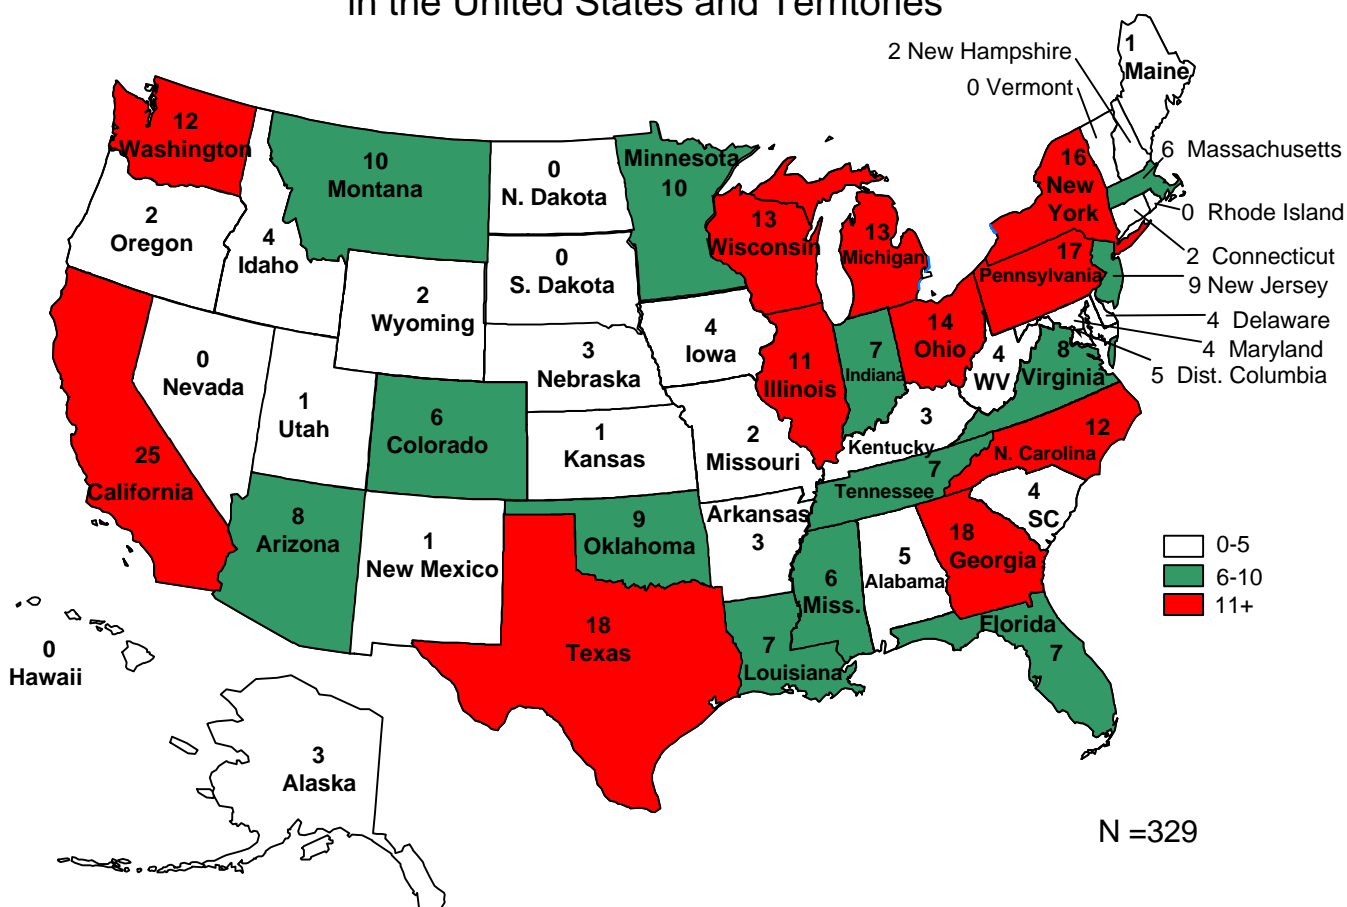 in the United States and Territories
1
Maine
2 New Hampshire
0 Vermont
6 Massachusetts
0 Rhode Island
2 Connecticut
9 New Jersey
4 Delaware
4 Maryland
5 Dist. Columbia
12
Washington
10
Montana
0
N. Dakota
Minnesota
10
16
New
York
2
Oregon
4
Idaho
0
S. Dakota
13
Wisconsin
13
Michigan
17
Pennsylvania
2
Wyoming
4
Iowa
14
Ohio
0
Nevada
3
Nebraska
11
Illinois
7
Indiana
4
WV
8
Virginia
1
Utah
6
Colorado
1
Kansas
2
Missouri
3
Kentucky
12
N. Carolina
25
California
7
Tennessee
4
SC
8
Arizona
1
New Mexico
9
Oklahoma
Arkansas
3
18
Georgia
5
Alabama
6
Miss.
0-5
6-10
11+
18
Texas
7
Louisiana
Florida
7
0
Hawaii
3
Alaska
N =329